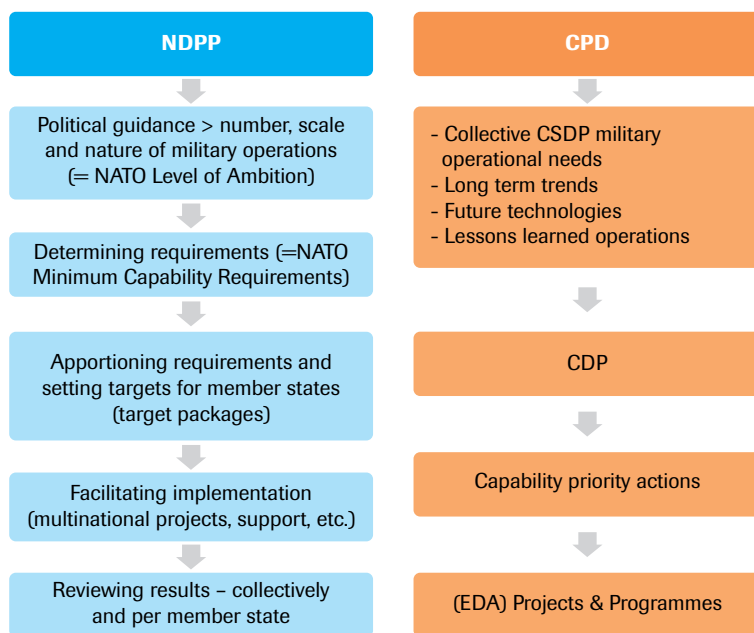 NDPP
Political guidance > number, scale
and nature of military operations
(= NATO Level of Ambition)
Determining requirements (=NATO
Minimum Capability Requirements)
Apportioning requirements and
setting targets for member states
(target packages)
Facilitating implementation
(multinational projects, support, etc.)
Reviewing results – collectively
and per member state
CPD
- Collective CSDP military
operational needs
- Long term trends
- Future technologies
- Lessons learned operations
CDP
Capability priority actions
(EDA) Projects & Programmes